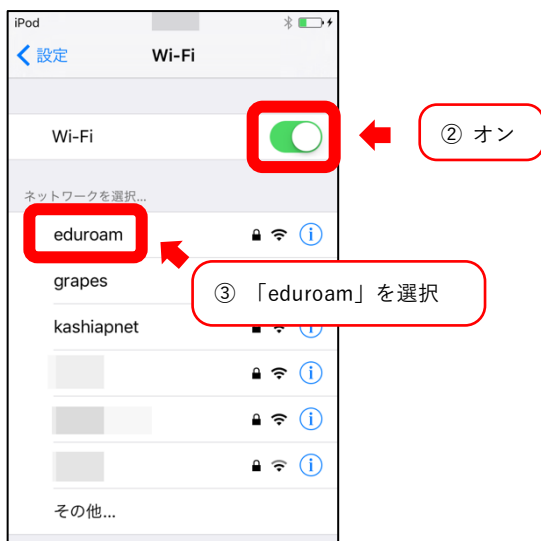 iPod
設定
Wi-Fi
Wi-Fi
② オン
ネットワークを選択...
eduroam
grapes
③ 「eduroam」を選択
kashiapnet
その他...